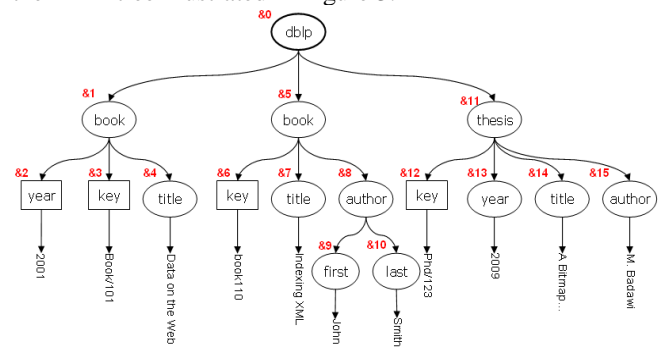 &0
dblp
&1
book
&5
book
&11
thesis
&2
year
&3
key
&4
title
&6
key
&7
title
&8
author
&12
key
&13
year
&14
title
&15
author
&9
first
&10
last
2001
Book/101
Data on the Web
book110
Indexing XML
John
Smith
Phd/123
2009
A Bitmap...
M. Badawi